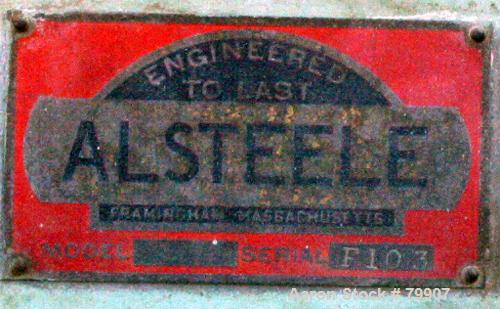 ENGINEERED
TO LAST
ALSTEELE
FRAMINGHAM MASSACHUSETTS
MODEL SERIAL F103
Aaron Stock # 79907